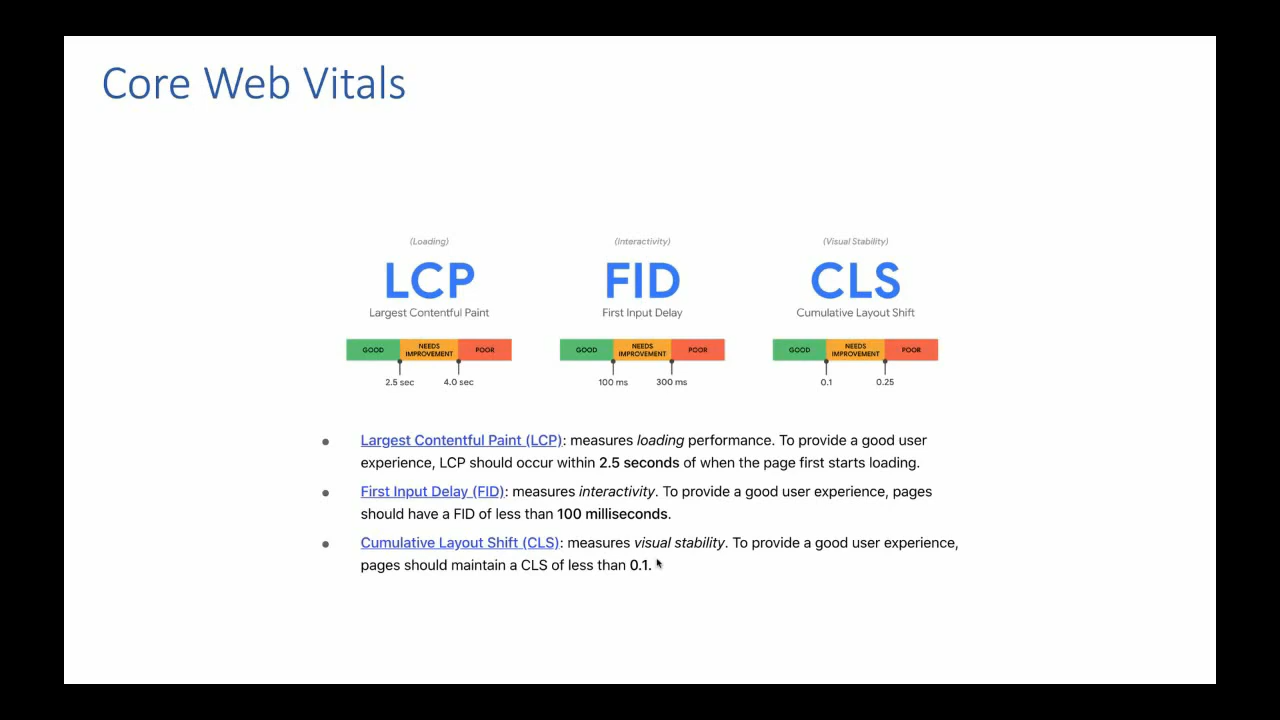 Core Web Vitals
(Loading)
LCP
Largest Contentful Paint
GOOD
NEEDS
IMPROVEMENT
POOR
2.5 sec
4.0 sec
(Interactivity)
FID
First Input Delay
GOOD
NEEDS
IMPROVEMENT
POOR
100 ms
300 ms
(Visual Stability)
CLS
Cumulative Layout Shift
GOOD
NEEDS
IMPROVEMENT
POOR
0.1
0.25
Largest Contentful Paint (LCP): measures loading performance. To provide a good user
experience, LCP should occur within 2.5 seconds of when the page first starts loading.
First Input Delay (FID): measures interactivity. To provide a good user experience, pages
should have a FID of less than 100 milliseconds.
Cumulative Layout Shift (CLS): measures visual stability. To provide a good user experience,
pages should maintain a CLS of less than 0.1.